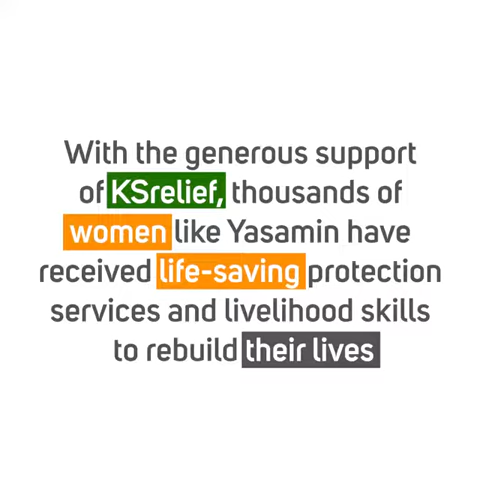 With the generous support
of KSrelief, thousands of
women like Yasamin have
received life-saving protection
services and livelihood skills
to rebuild their lives